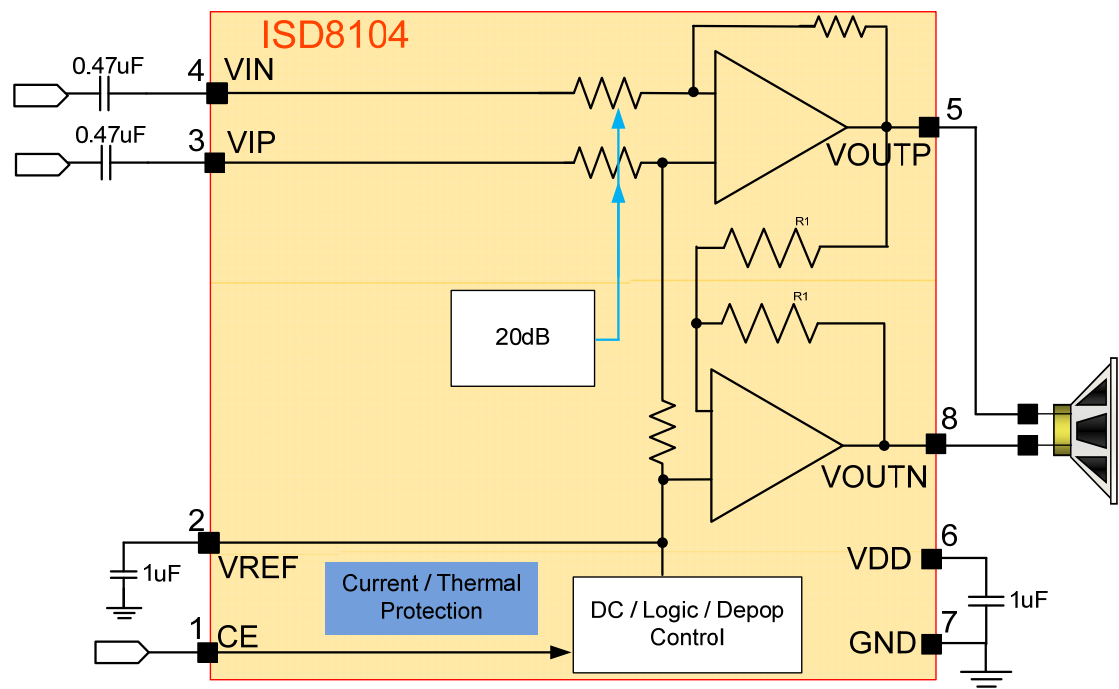 ISD8104
0.47uF
4
VIN
0.47uF
3
VIP
5
VOUTP
R1
R1
20dB
8
VOUTN
2
VREF
1uF
6
VDD
1uF
7
GND
Current / Thermal
Protection
DC / Logic / Depop
Control
1
CE